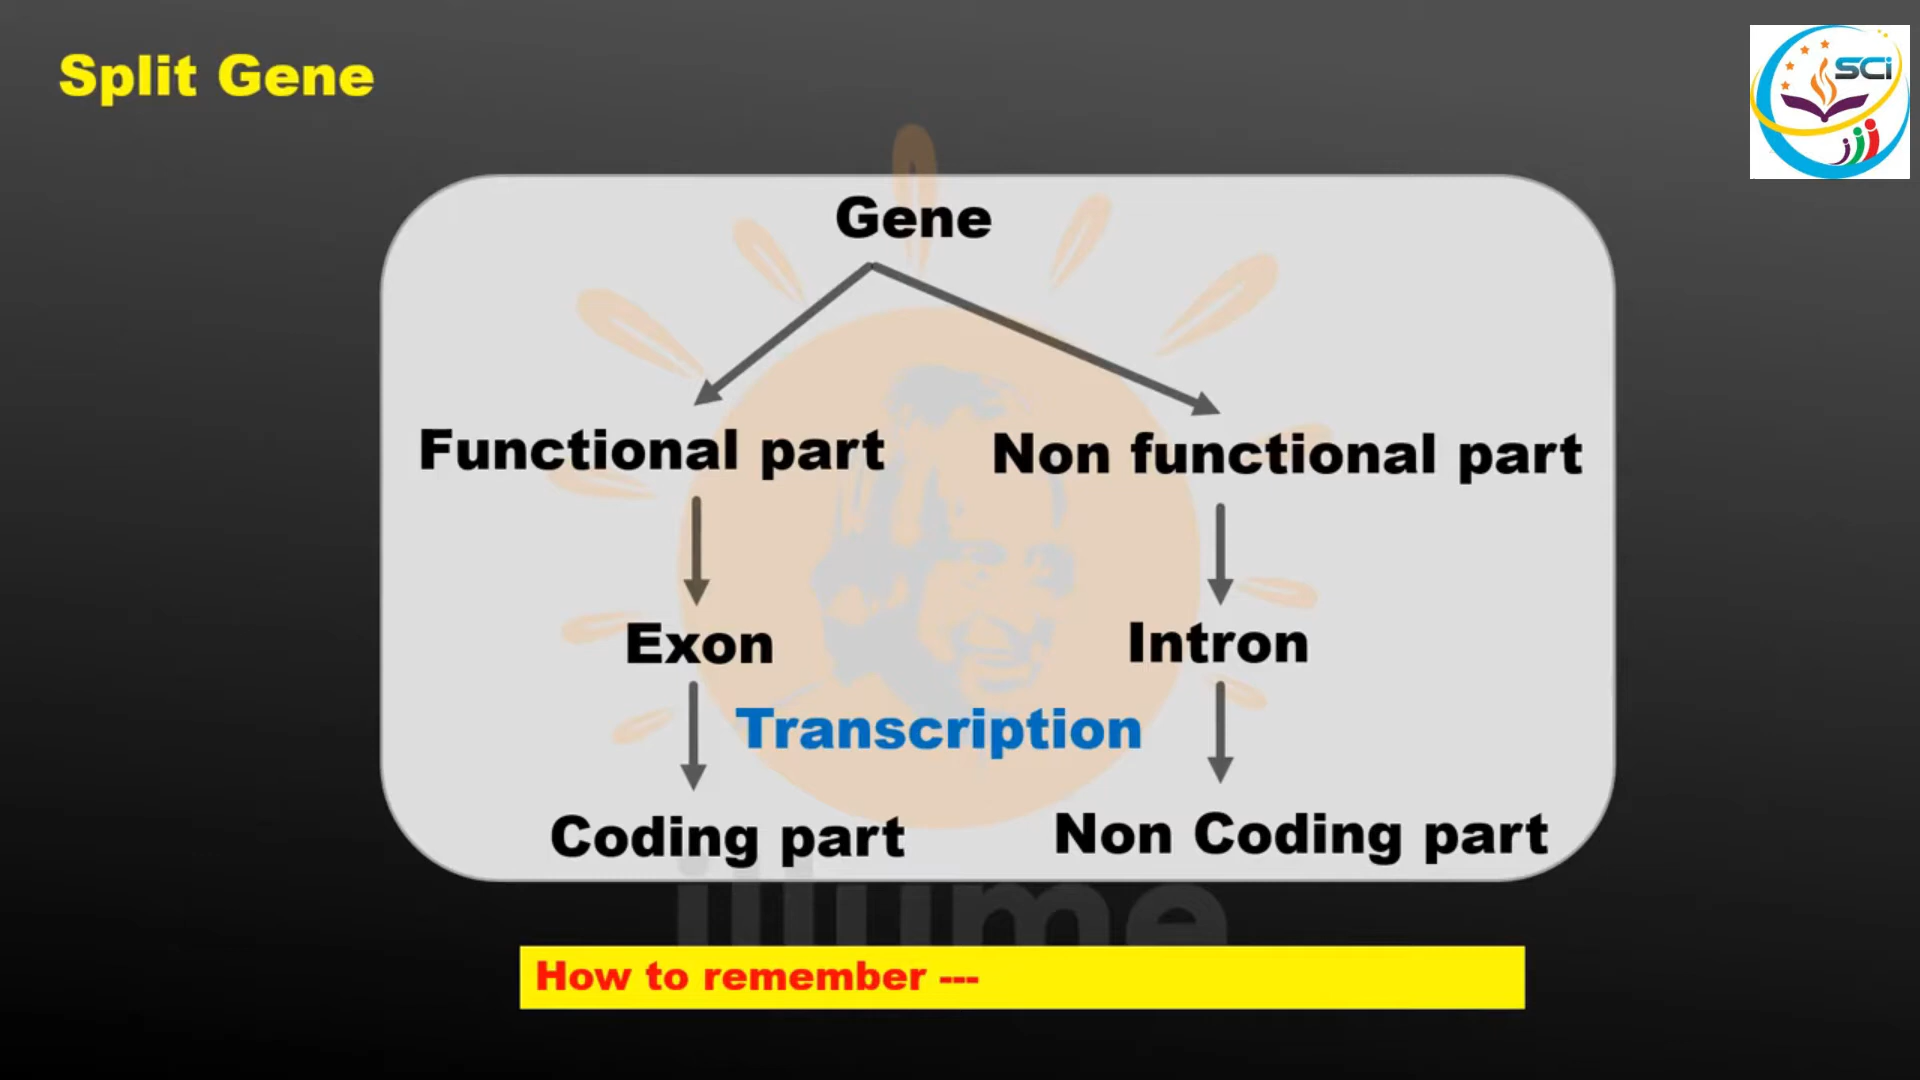 Split Gene
SCi
Gene
Functional part
Non functional part
Exon
Intron
Transcription
Coding part
Non Coding part
illume
How to remember ---